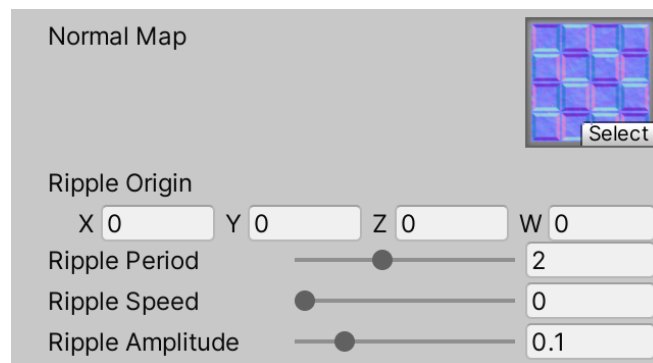 Normal Map
Select
Ripple Origin
X 0 Y 0 Z 0 W 0
Ripple Period 2
Ripple Speed 0
Ripple Amplitude 0.1